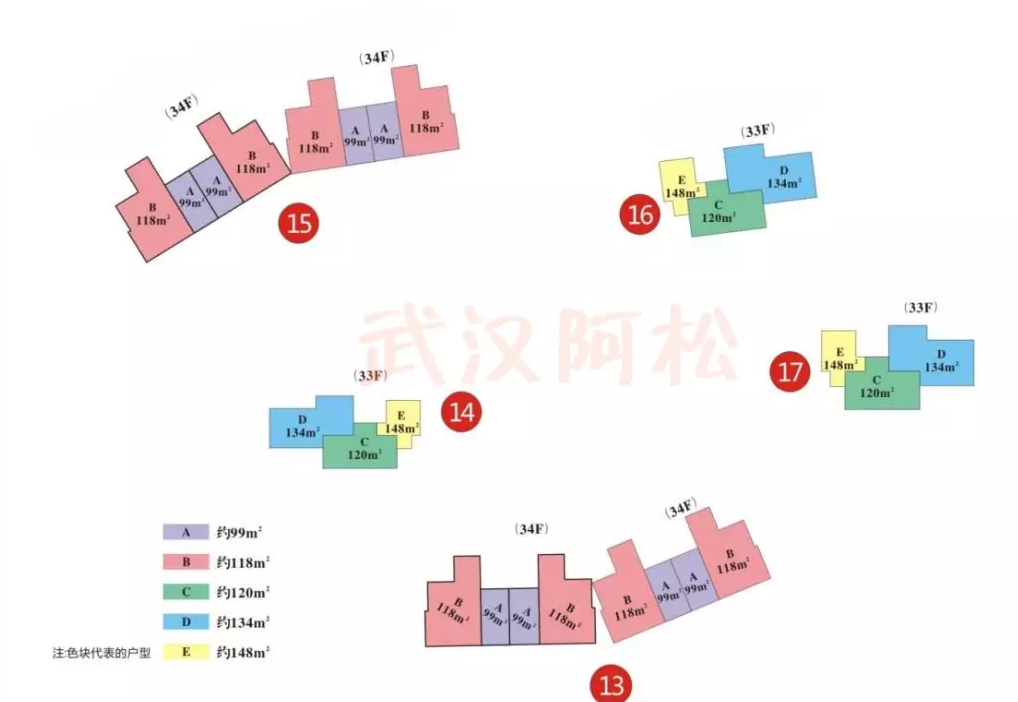 (34F)
(34F)
B
118m²
A
99m²
A
99m²
B
118m²
B
118m²
A
99m²
A
99m²
B
118m²
15
(33F)
E
148m²
C
120m²
D
134m²
16
武汉阿松
(33F)
E
148m²
C
120m²
D
134m²
17
(33F)
D
134m²
C
120m²
E
148m²
14
(34F)
(34F)
B
118m²
A
99m²
A
99m²
B
118m²
B
118m²
A
99m²
A
99m²
B
118m²
13
A 约99m²
B 约118m²
C 约120m²
D 约134m²
注:色块代表的户型 E 约148m²